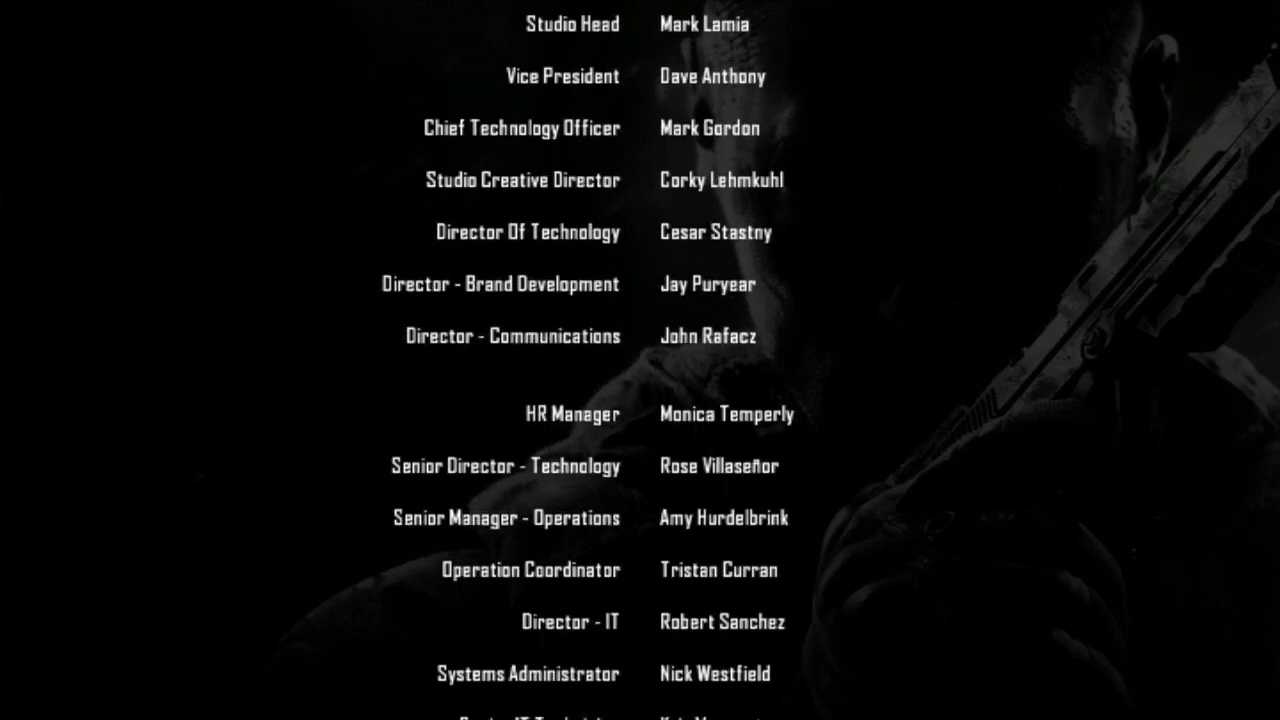 Studio Head Mark Lamia
Vice President Dave Anthony
Chief Technology Officer Mark Gordon
Studio Creative Director Corky Lehmkuhl
Director Of Technology Cesar Stastny
Director - Brand Development Jay Puryear
Director - Communications John Rafacz
HR Manager Monica Temperly
Senior Director - Technology Rose Villaseñor
Senior Manager - Operations Amy Hurdelbrink
Operation Coordinator Tristan Curran
Director - IT Robert Sanchez
Systems Administrator Nick Westfield